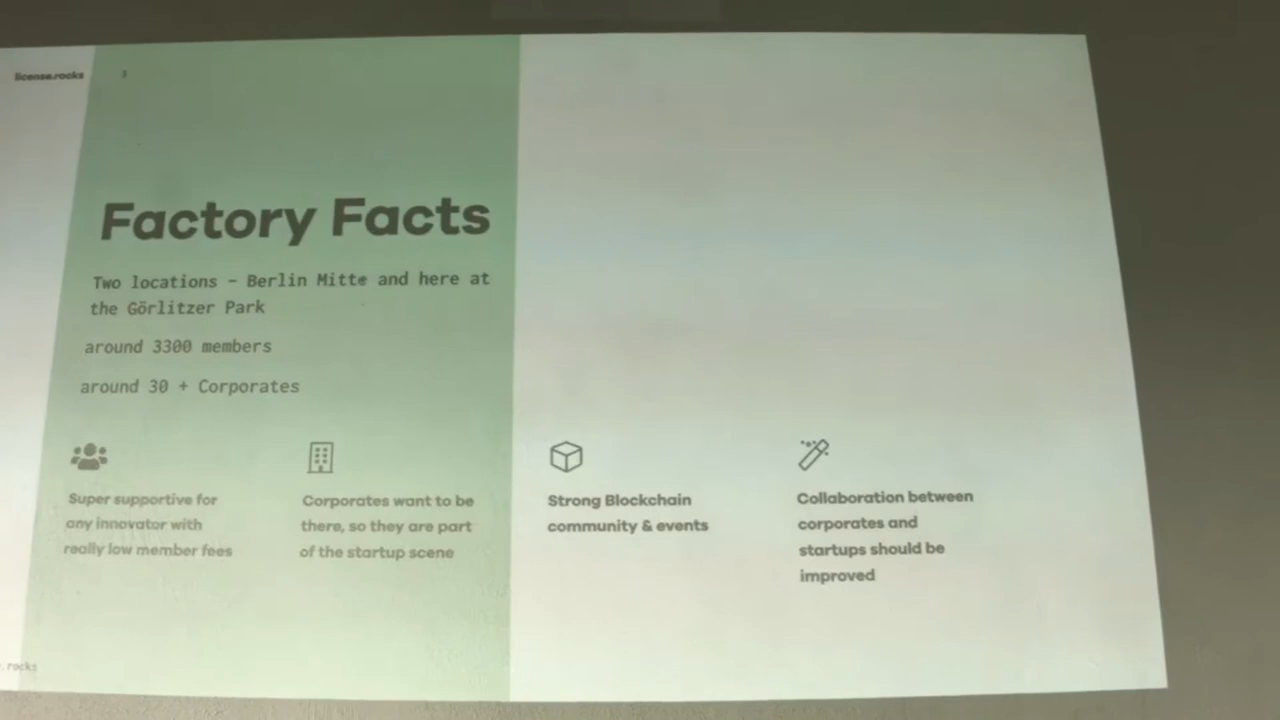 license.rocks
3
Factory Facts
Two locations – Berlin Mitte and here at
the Görlitzer Park
around 3300 members
around 30 + Corporates
Super supportive for
any innovator with
really low member fees
Corporates want to be
there, so they are part
of the startup scene
Strong Blockchain
community & events
Collaboration between
corporates and
startups should be
improved
.rocks